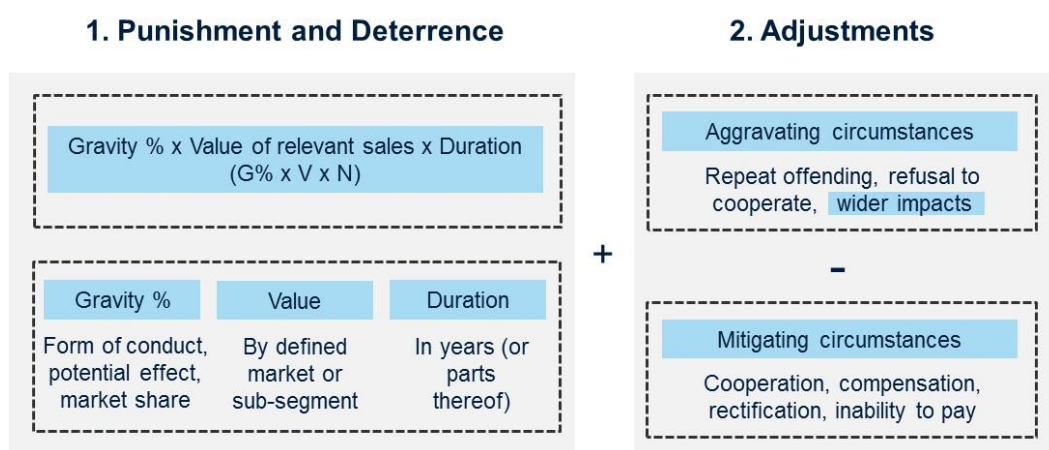 1. Punishment and Deterrence
Gravity % x Value of relevant sales x Duration
(G% x V x N)
Gravity %
Form of conduct,
potential effect,
market share
Value
By defined
market or
sub-segment
Duration
In years (or
parts
thereof)
+
2. Adjustments
Aggravating circumstances
Repeat offending, refusal to
cooperate, wider impacts
-
Mitigating circumstances
Cooperation, compensation,
rectification, inability to pay